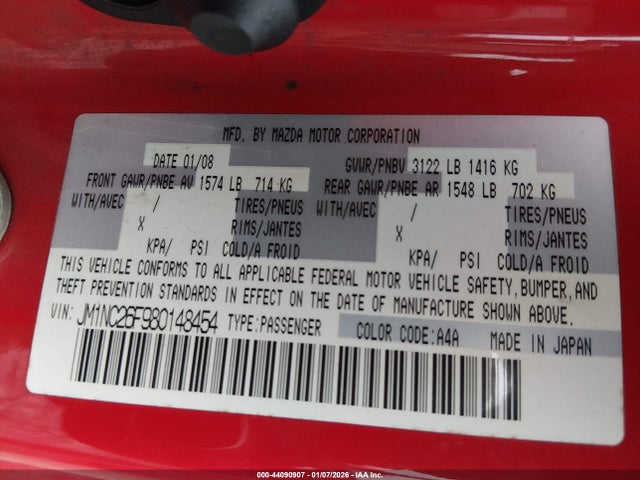 MFD. BY MAZDA MOTOR CORPORATION
DATE 01/08 GVWR/PNBV 3122 LB 1416 KG
FRONT GAWR/PNBE AV 1574 LB 714 KG REAR GAWR/PNBE AR 1548 LB 702 KG
WITH/AVEC / TIRES/PNEUS WITH/AVEC / TIRES/PNEUS
X RIMS/JANTES X RIMS/JANTES
KPA/ PSI COLD/A FROID KPA/ PSI COLD/A FROID
THIS VEHICLE CONFORMS TO ALL APPLICABLE FEDERAL MOTOR VEHICLE SAFETY, BUMPER, AND
THEFT PREVENTION STANDARDS IN EFFECT ON THE DATE OF MANUFACTURE SHOWN ABOVE.
VIN: JM1NC26F980148454 TYPE:PASSENGER COLOR CODE: A4A MADE IN JAPAN
000-44090907 - 01/07/2026 - IAA Inc.